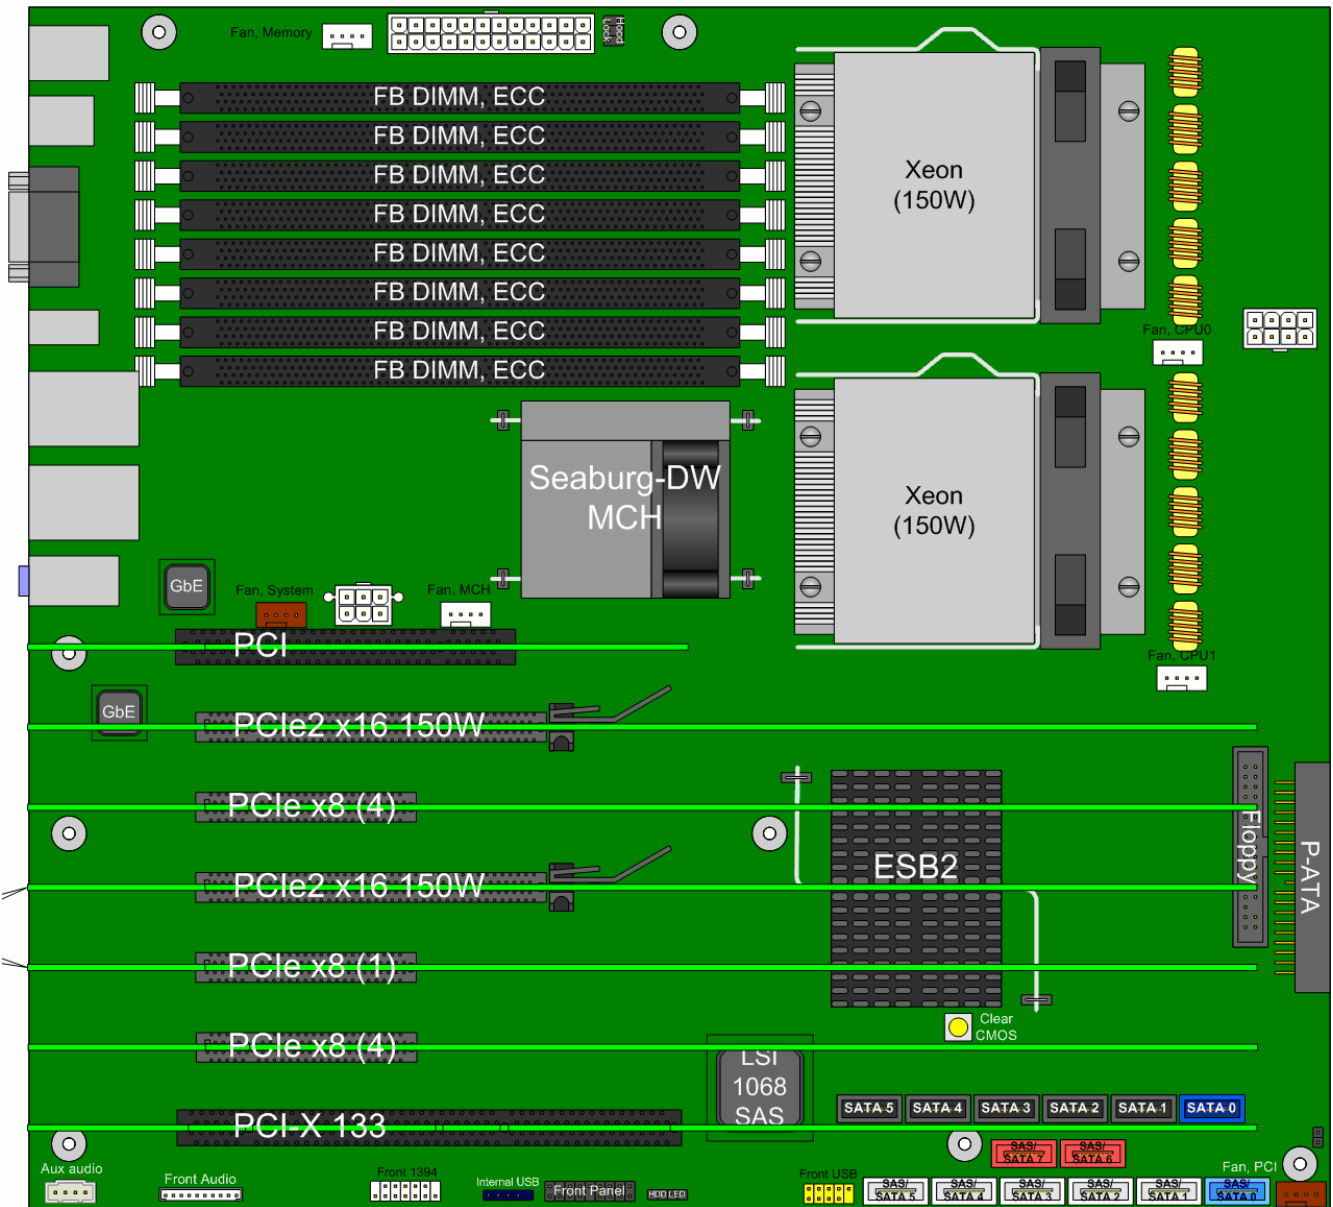 Fan, Memory
Hood
Lock
FB DIMM, ECC
FB DIMM, ECC
FB DIMM, ECC
FB DIMM, ECC
FB DIMM, ECC
FB DIMM, ECC
FB DIMM, ECC
FB DIMM, ECC
Xeon
(150W)
Fan, CPU0
Xeon
(150W)
Fan, CPU1
Seaburg-DW
MCH
GbE
Fan, System
Fan, MCH
PCI
GbE
PCIe2 x16 150W
PCIe x8 (4)
PCIe2 x16 150W
PCIe x8 (1)
PCIe x8 (4)
PCI-X 133
ESB2
Floppy
P-ATA
Clear
CMOS
LSI
1068
SAS
SATA 5
SATA 4
SATA 3
SATA 2
SATA 1
SATA 0
SAS/
SATA 7
SAS/
SATA 6
Fan, PCI
Aux audio
Front Audio
Front 1394
Internal USB
Front Panel
HDD LED
Front USB
SAS/
SATA 5
SAS/
SATA 4
SAS/
SATA 3
SAS/
SATA 2
SAS/
SATA 1
SAS/
SATA 0